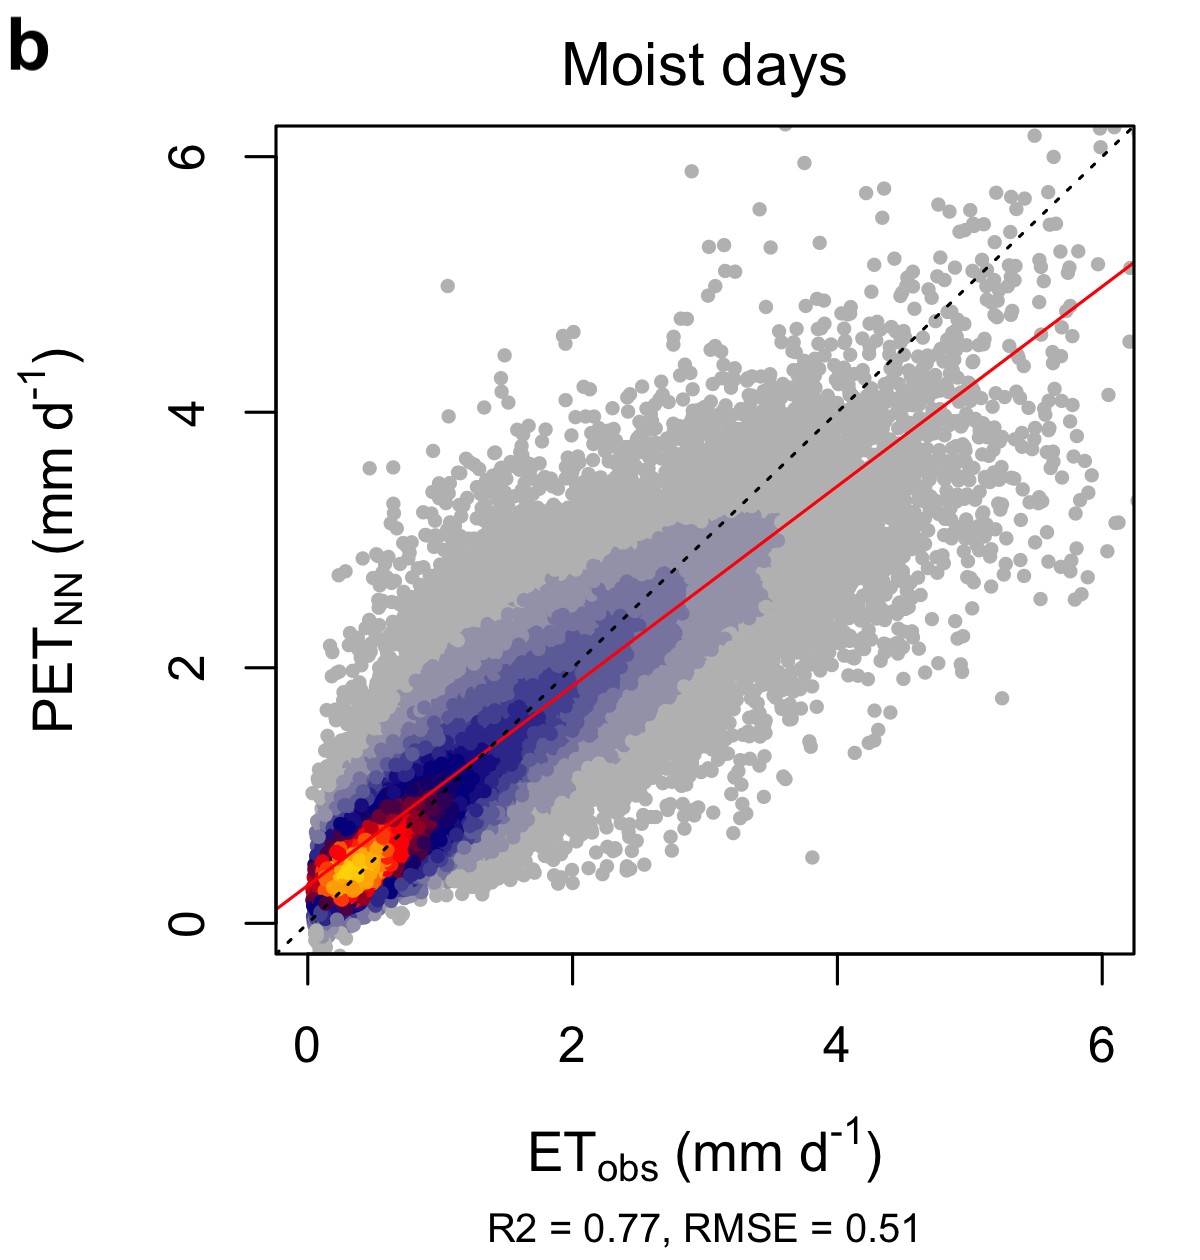 b
Moist days
6
4
2
0
PET_NN (mm d^-1)
0 2 4 6
ET_obs (mm d^-1)
R2 = 0.77, RMSE = 0.51